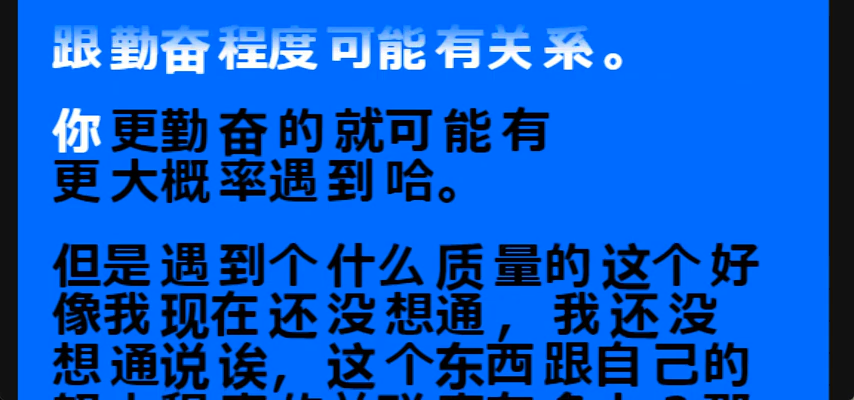 跟勤奋程度可能有关系。
你更勤奋的就可能有
更大概率遇到哈。
但是遇到个什么质量的这个好
像我现在还没想通，我还没
想通说诶，这个东西跟自己的